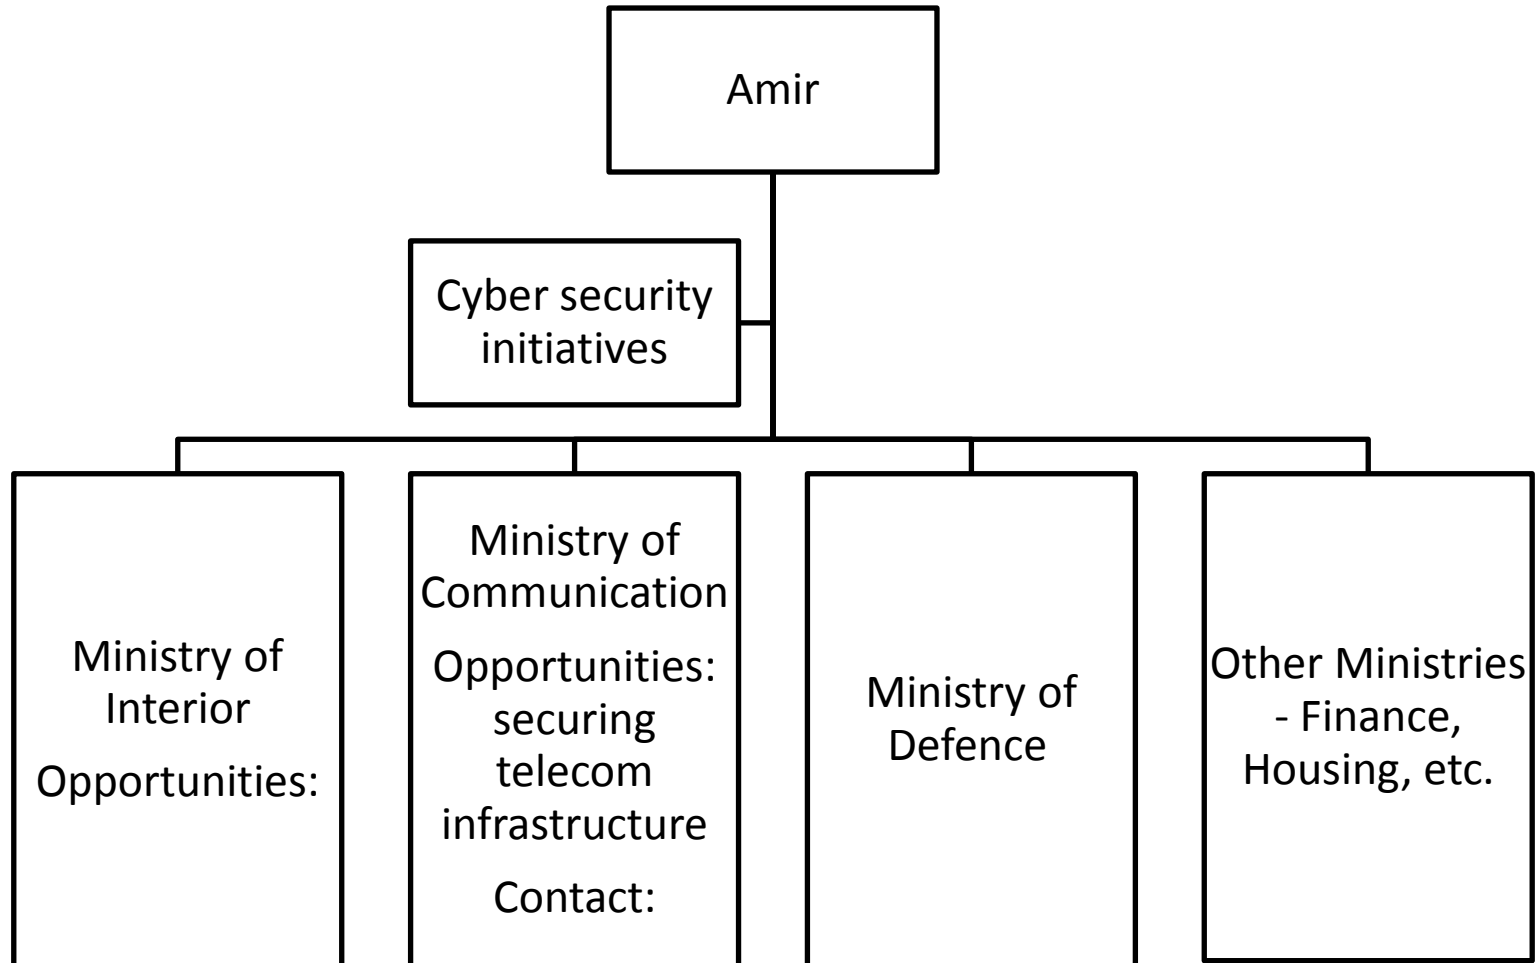 Amir
Cyber security
initiatives
Ministry of
Interior
Opportunities:
Ministry of
Communication
Opportunities:
securing
telecom
infrastructure
Contact:
Ministry of
Defence
Other Ministries
- Finance,
Housing, etc.